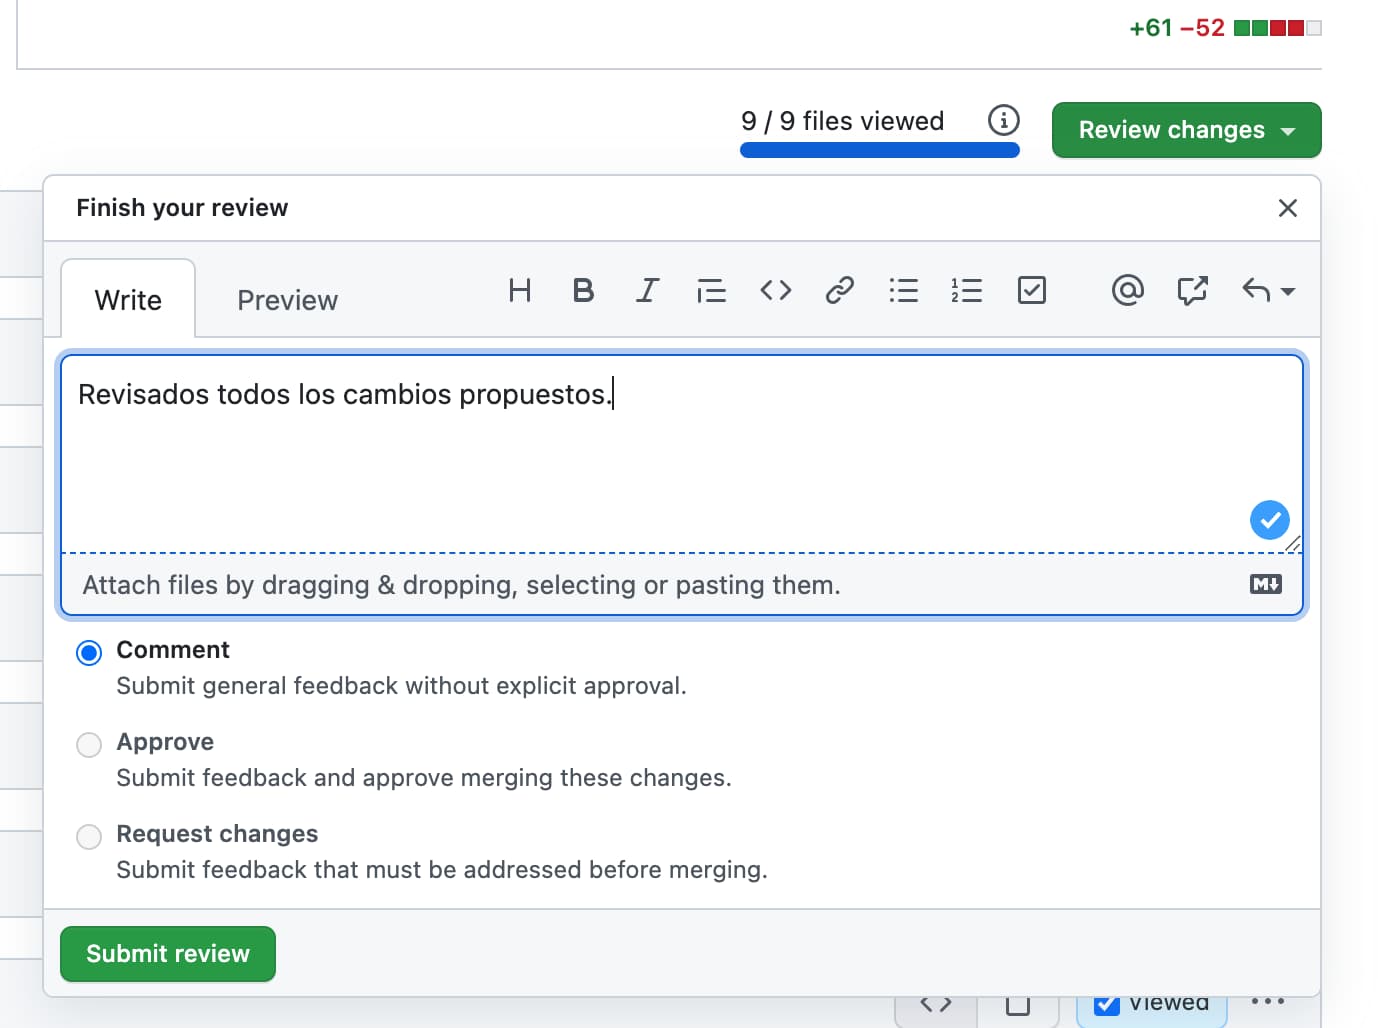 +61 −52
9 / 9 files viewed
Review changes
Finish your review
Write
Preview
Revisados todos los cambios propuestos.
Attach files by dragging & dropping, selecting or pasting them.
Comment
Submit general feedback without explicit approval.
Approve
Submit feedback and approve merging these changes.
Request changes
Submit feedback that must be addressed before merging.
Submit review
Viewed